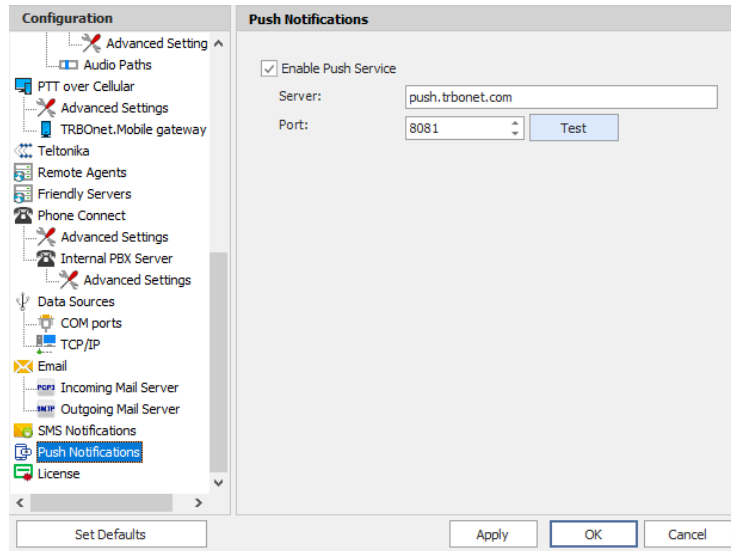 Configuration
Advanced Setting
Audio Paths
PTT over Cellular
Advanced Settings
TRBOnet.Mobile gateway
Teltonika
Remote Agents
Friendly Servers
Phone Connect
Advanced Settings
Internal PBX Server
Advanced Settings
Data Sources
COM ports
TCP/IP
Email
POP3 Incoming Mail Server
SMTP Outgoing Mail Server
SMS Notifications
Push Notifications
License
Set Defaults
Push Notifications
Enable Push Service
Server: push.trbonet.com
Port: 8081 Test
Apply OK Cancel